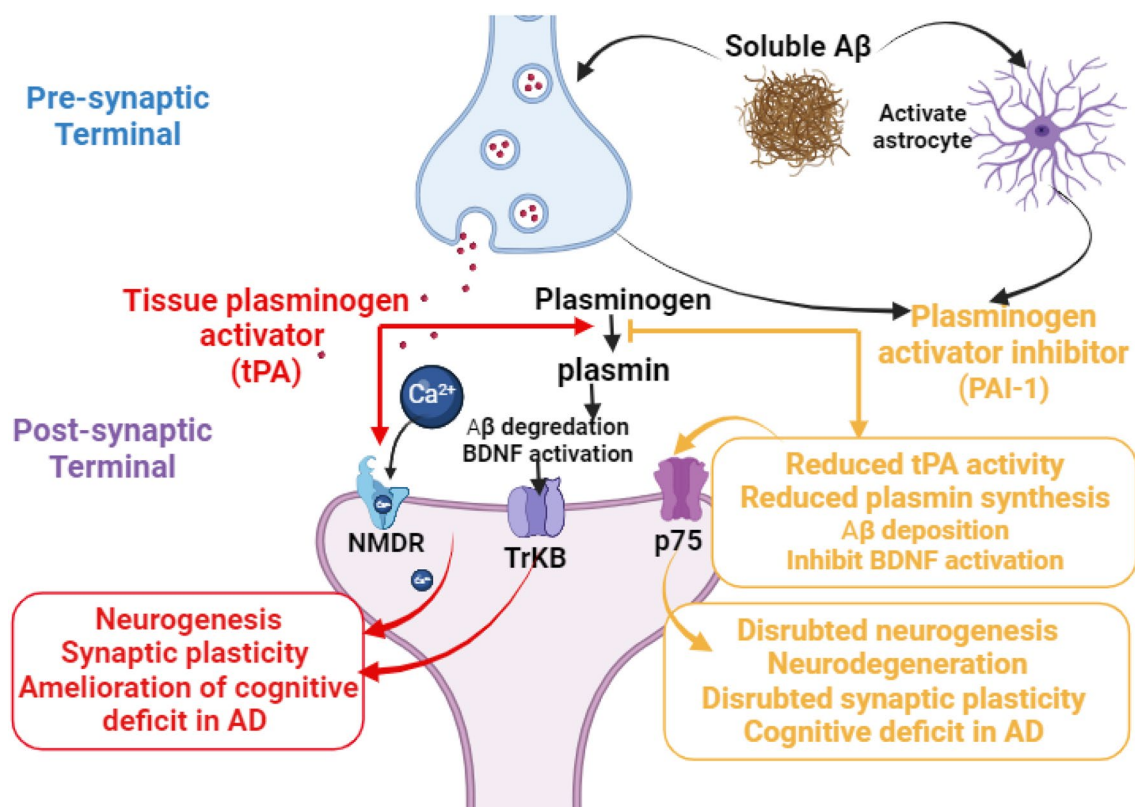 Soluble Aβ
Pre-synaptic
Terminal
Activate
astrocyte
Tissue plasminogen
activator
(tPA)
Plasminogen
plasmin
Plasminogen
activator inhibitor
(PAI-1)
Ca²⁺
Post-synaptic
Terminal
Aβ degredation
BDNF activation
Reduced tPA activity
Reduced plasmin synthesis
Aβ deposition
Inhibit BDNF activation
Ca²⁺
NMDR
TrKB
p75
Ca²⁺
Neurogenesis
Synaptic plasticity
Amelioration of cognitive
deficit in AD
Disrubted neurogenesis
Neurodegeneration
Disrubted synaptic plasticity
Cognitive deficit in AD